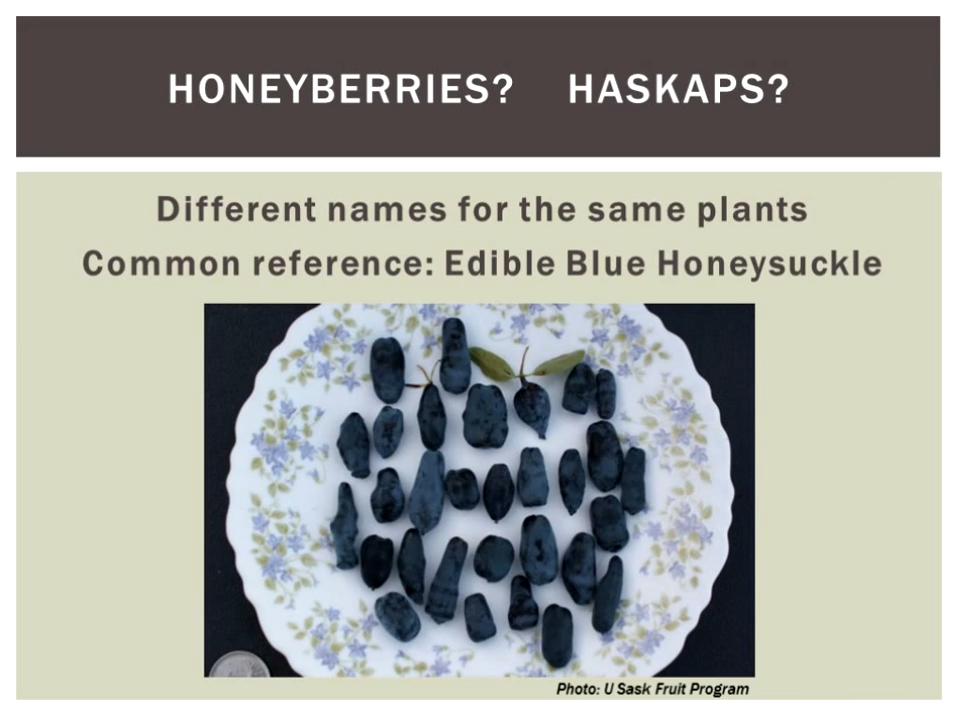 HONEYBERRIES? HASKAPS?
Different names for the same plants
Common reference: Edible Blue Honeysuckle
Photo: U Sask Fruit Program